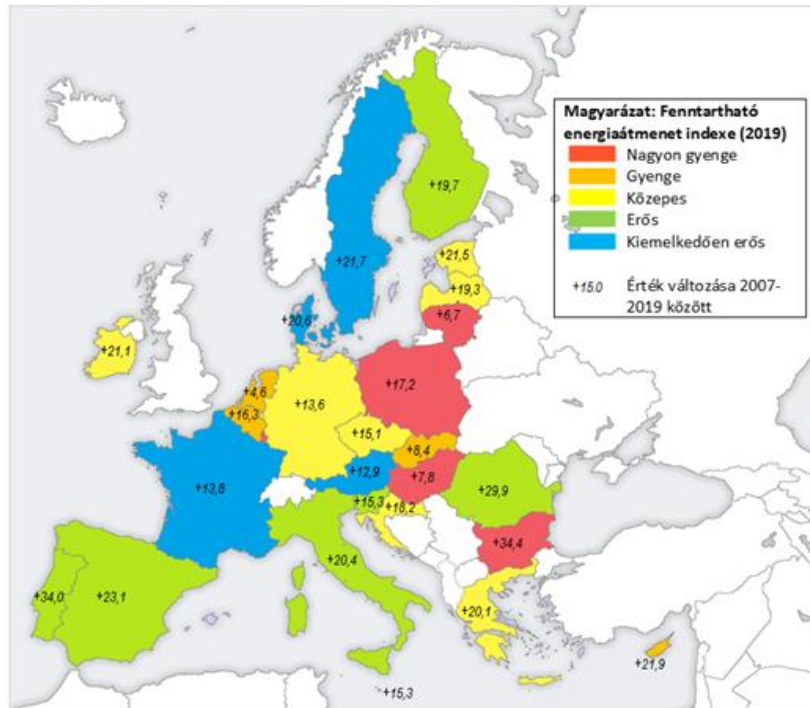 Magyarázat: Fenntartható
energiaátmenet indexe (2019)
Nagyon gyenge
Gyenge
Közepes
Erős
Kiemelkedően erős
+15.0 Érték változása 2007-
2019 között
+19,7
+21,7
+21,5
+19,3
+6,7
+20,6
+21,1
+4,6
+16,3
+13,6
+17,2
+15,1
+8,4
+12,9
+7,8
+13,8
+15,3
+18,2
+29,9
+34,4
+20,4
+34,0
+23,1
+20,1
+21,9
+15,3